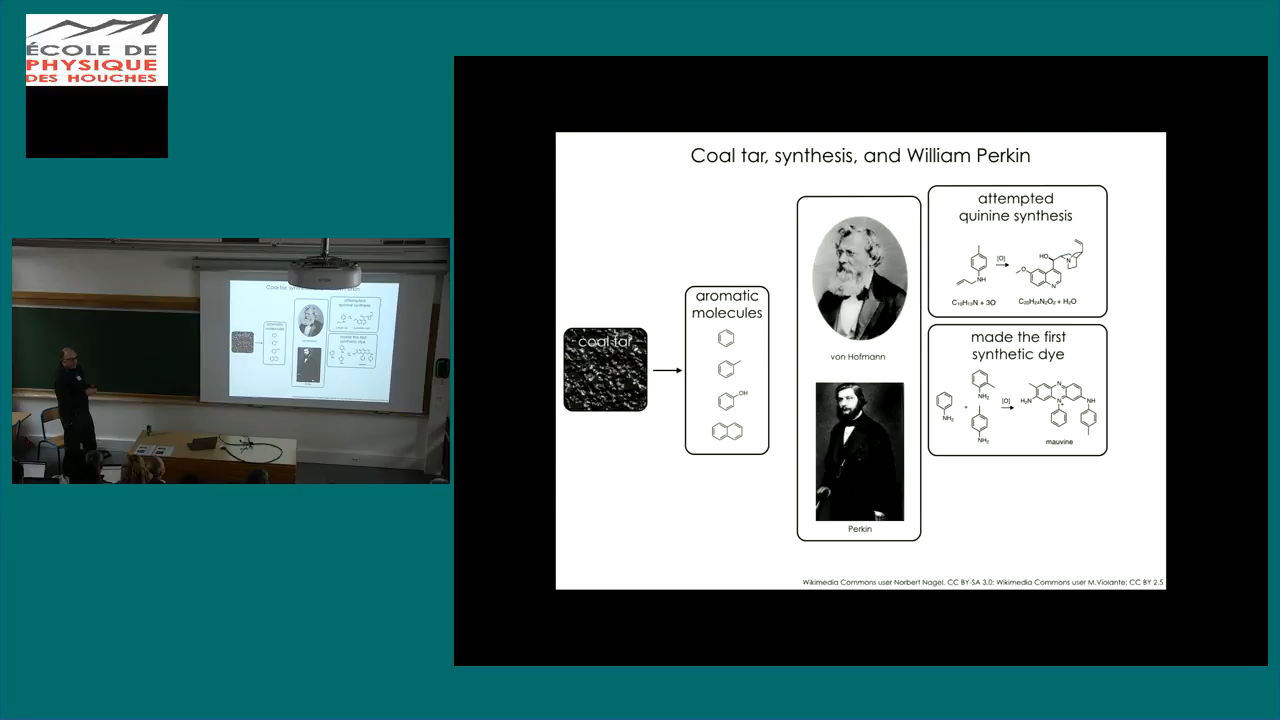 ÉCOLE DE
PHYSIQUE
DES HOUCHES
Coal tar, synthesis, and William Perkin
coal tar
aromatic
molecules
OH
von Hofmann
Perkin
attempted
quinine synthesis
NH
[O]
HO
N
O
N
C₁₀H₁₃N + 3O
C₂₀H₂₄N₂O₂ + H₂O
made the first
synthetic dye
NH₂
+
NH₂
NH₂
[O]
N
H₂N
N⁺
NH
mauvine
Wikimedia Commons user Norbert Nagel, CC BY-SA 3.0; Wikimedia Commons user M.Violante; CC BY 2.5